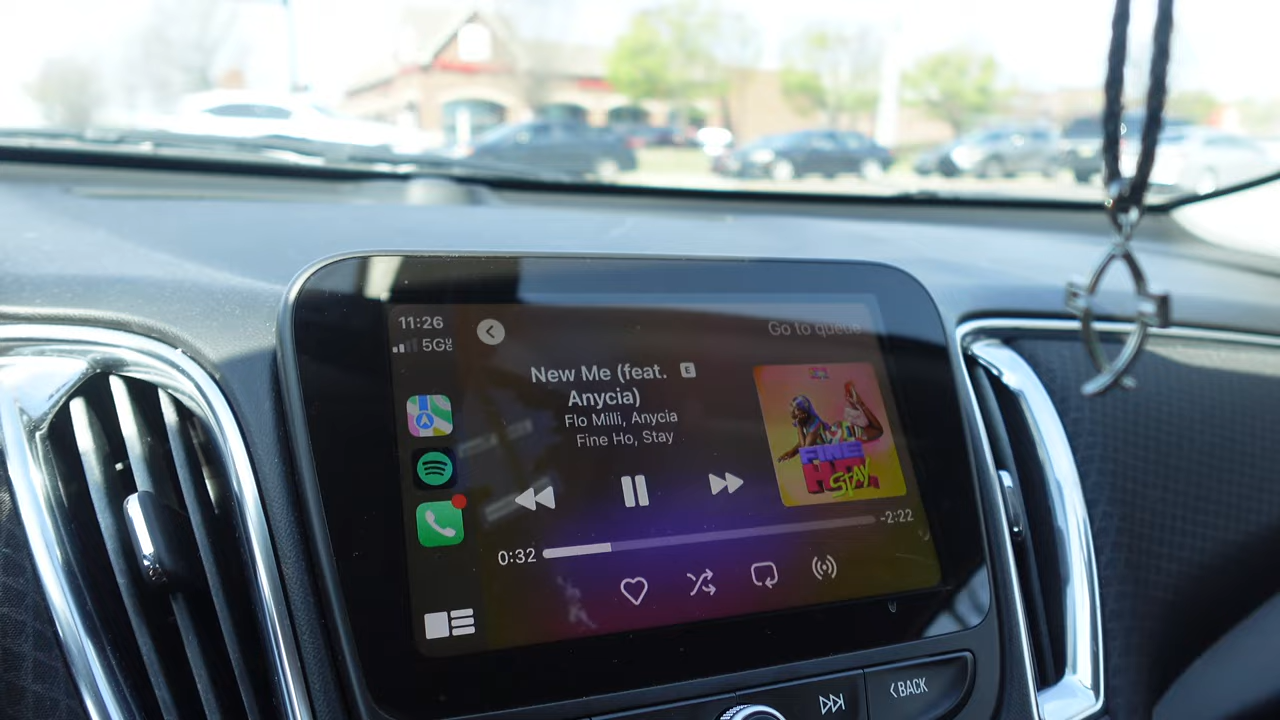 11:26
5G
Go to queue
New Me (feat.
Anycia)
E
Flo Milli, Anycia
Fine Ho, Stay
FINE
HO
STAY
0:32
-2:22
BACK